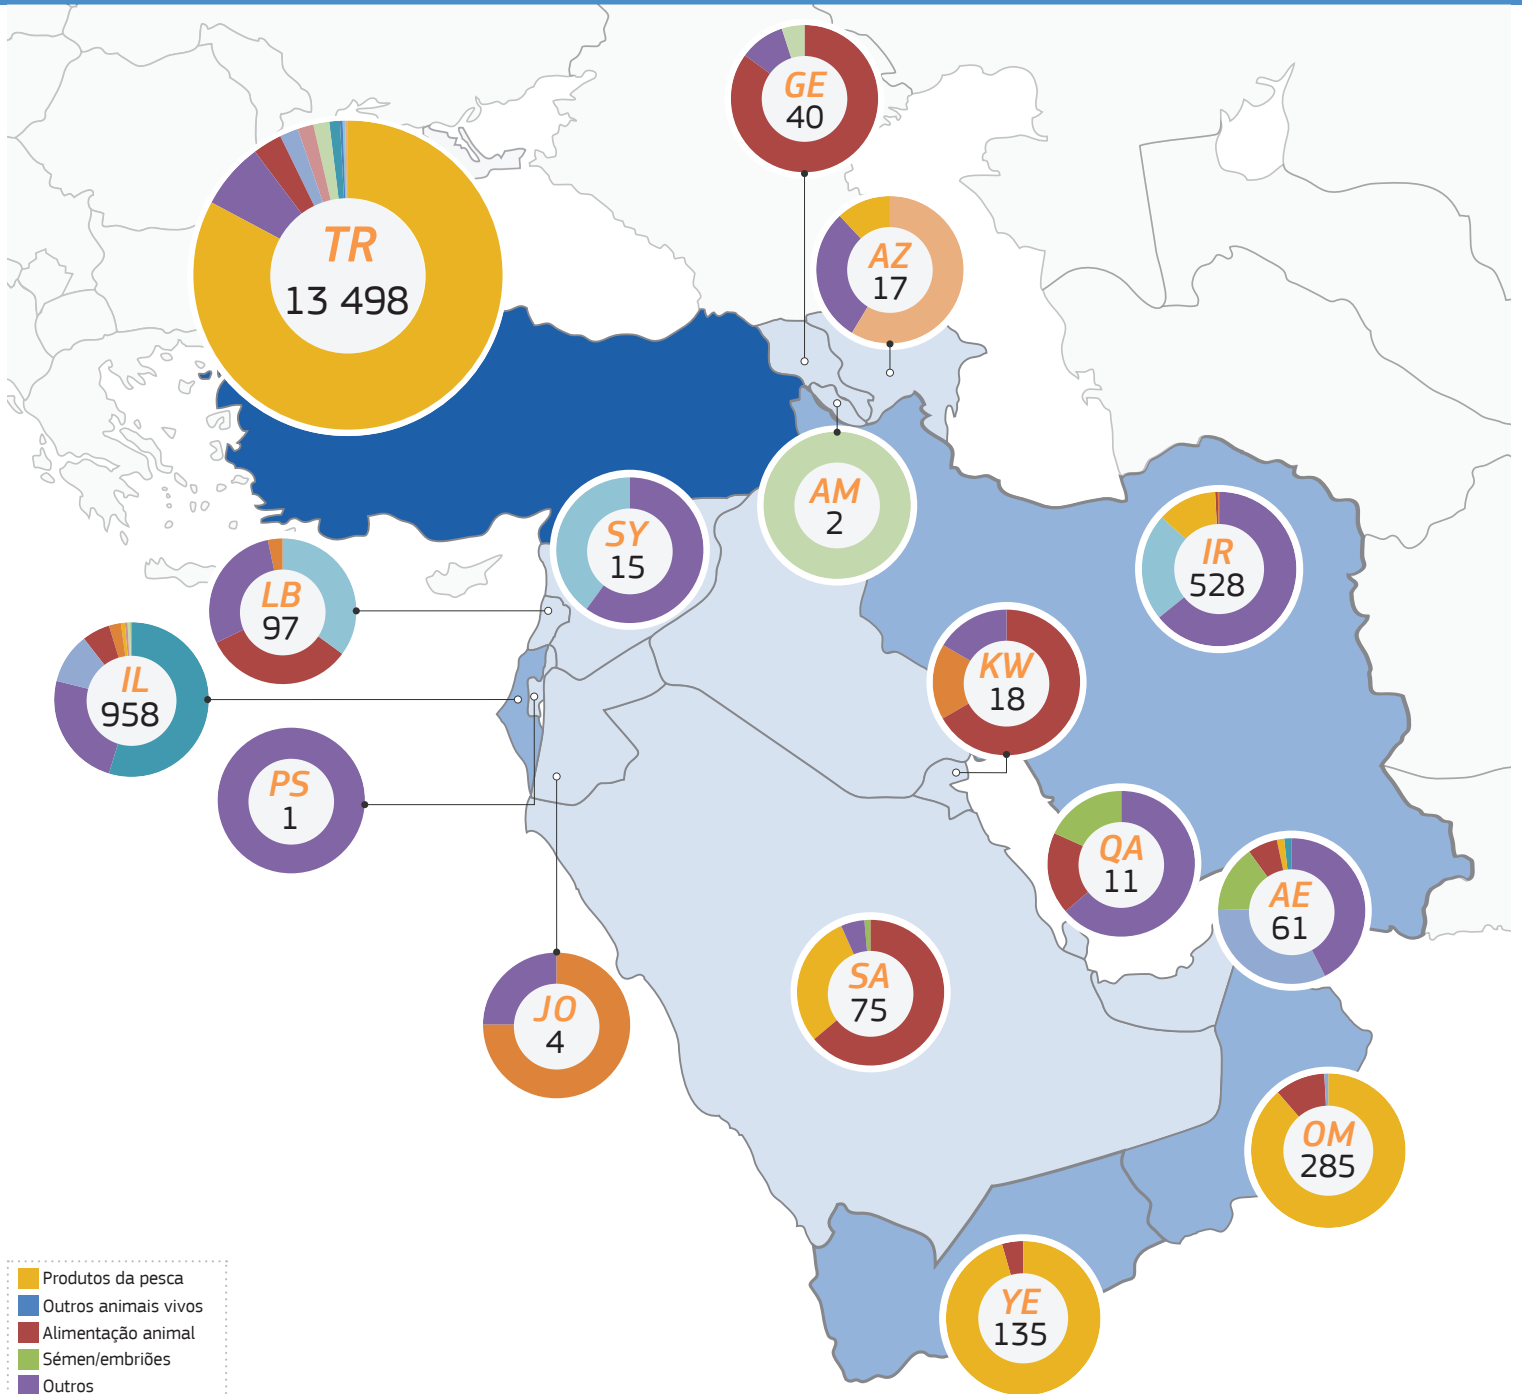 GE
40
TR
13 498
AZ
17
AM
2
SY
15
IR
528
LB
97
IL
958
KW
18
PS
1
QA
11
AE
61
SA
75
JO
4
OM
285
YE
135
Produtos da pesca
Outros animais vivos
Alimentação animal
Sémen/embriões
Outros